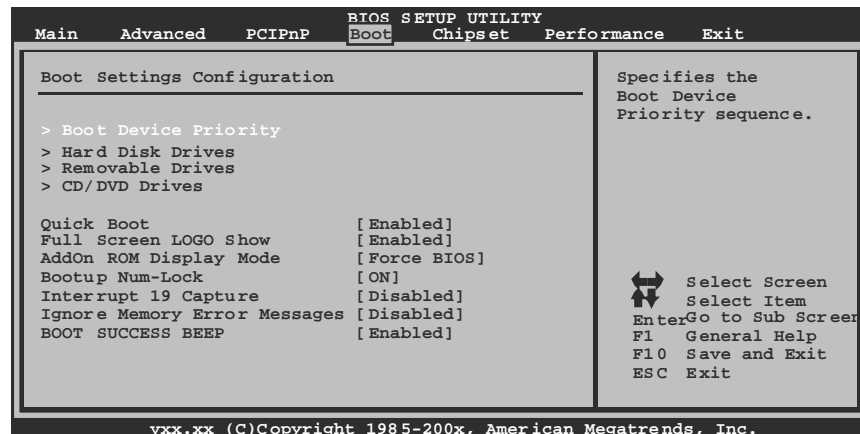 BIOS SETUP UTILITY
Main Advanced PCIPnP Boot Chipset Performance Exit
Boot Settings Configuration
> Boot Device Priority
> Hard Disk Drives
> Removable Drives
> CD/DVD Drives
Quick Boot [Enabled]
Full Screen LOGO Show [Enabled]
AddOn ROM Display Mode [Force BIOS]
Bootup Num-Lock [ON]
Interrupt 19 Capture [Disabled]
Ignore Memory Error Messages [Disabled]
BOOT SUCCESS BEEP [Enabled]
Specifies the
Boot Device
Priority sequence.
Select Screen
Select Item
Enter Go to Sub Screen
F1 General Help
F10 Save and Exit
ESC Exit
vxx.xx (C)Copyright 1985-200x, American Megatrends, Inc.